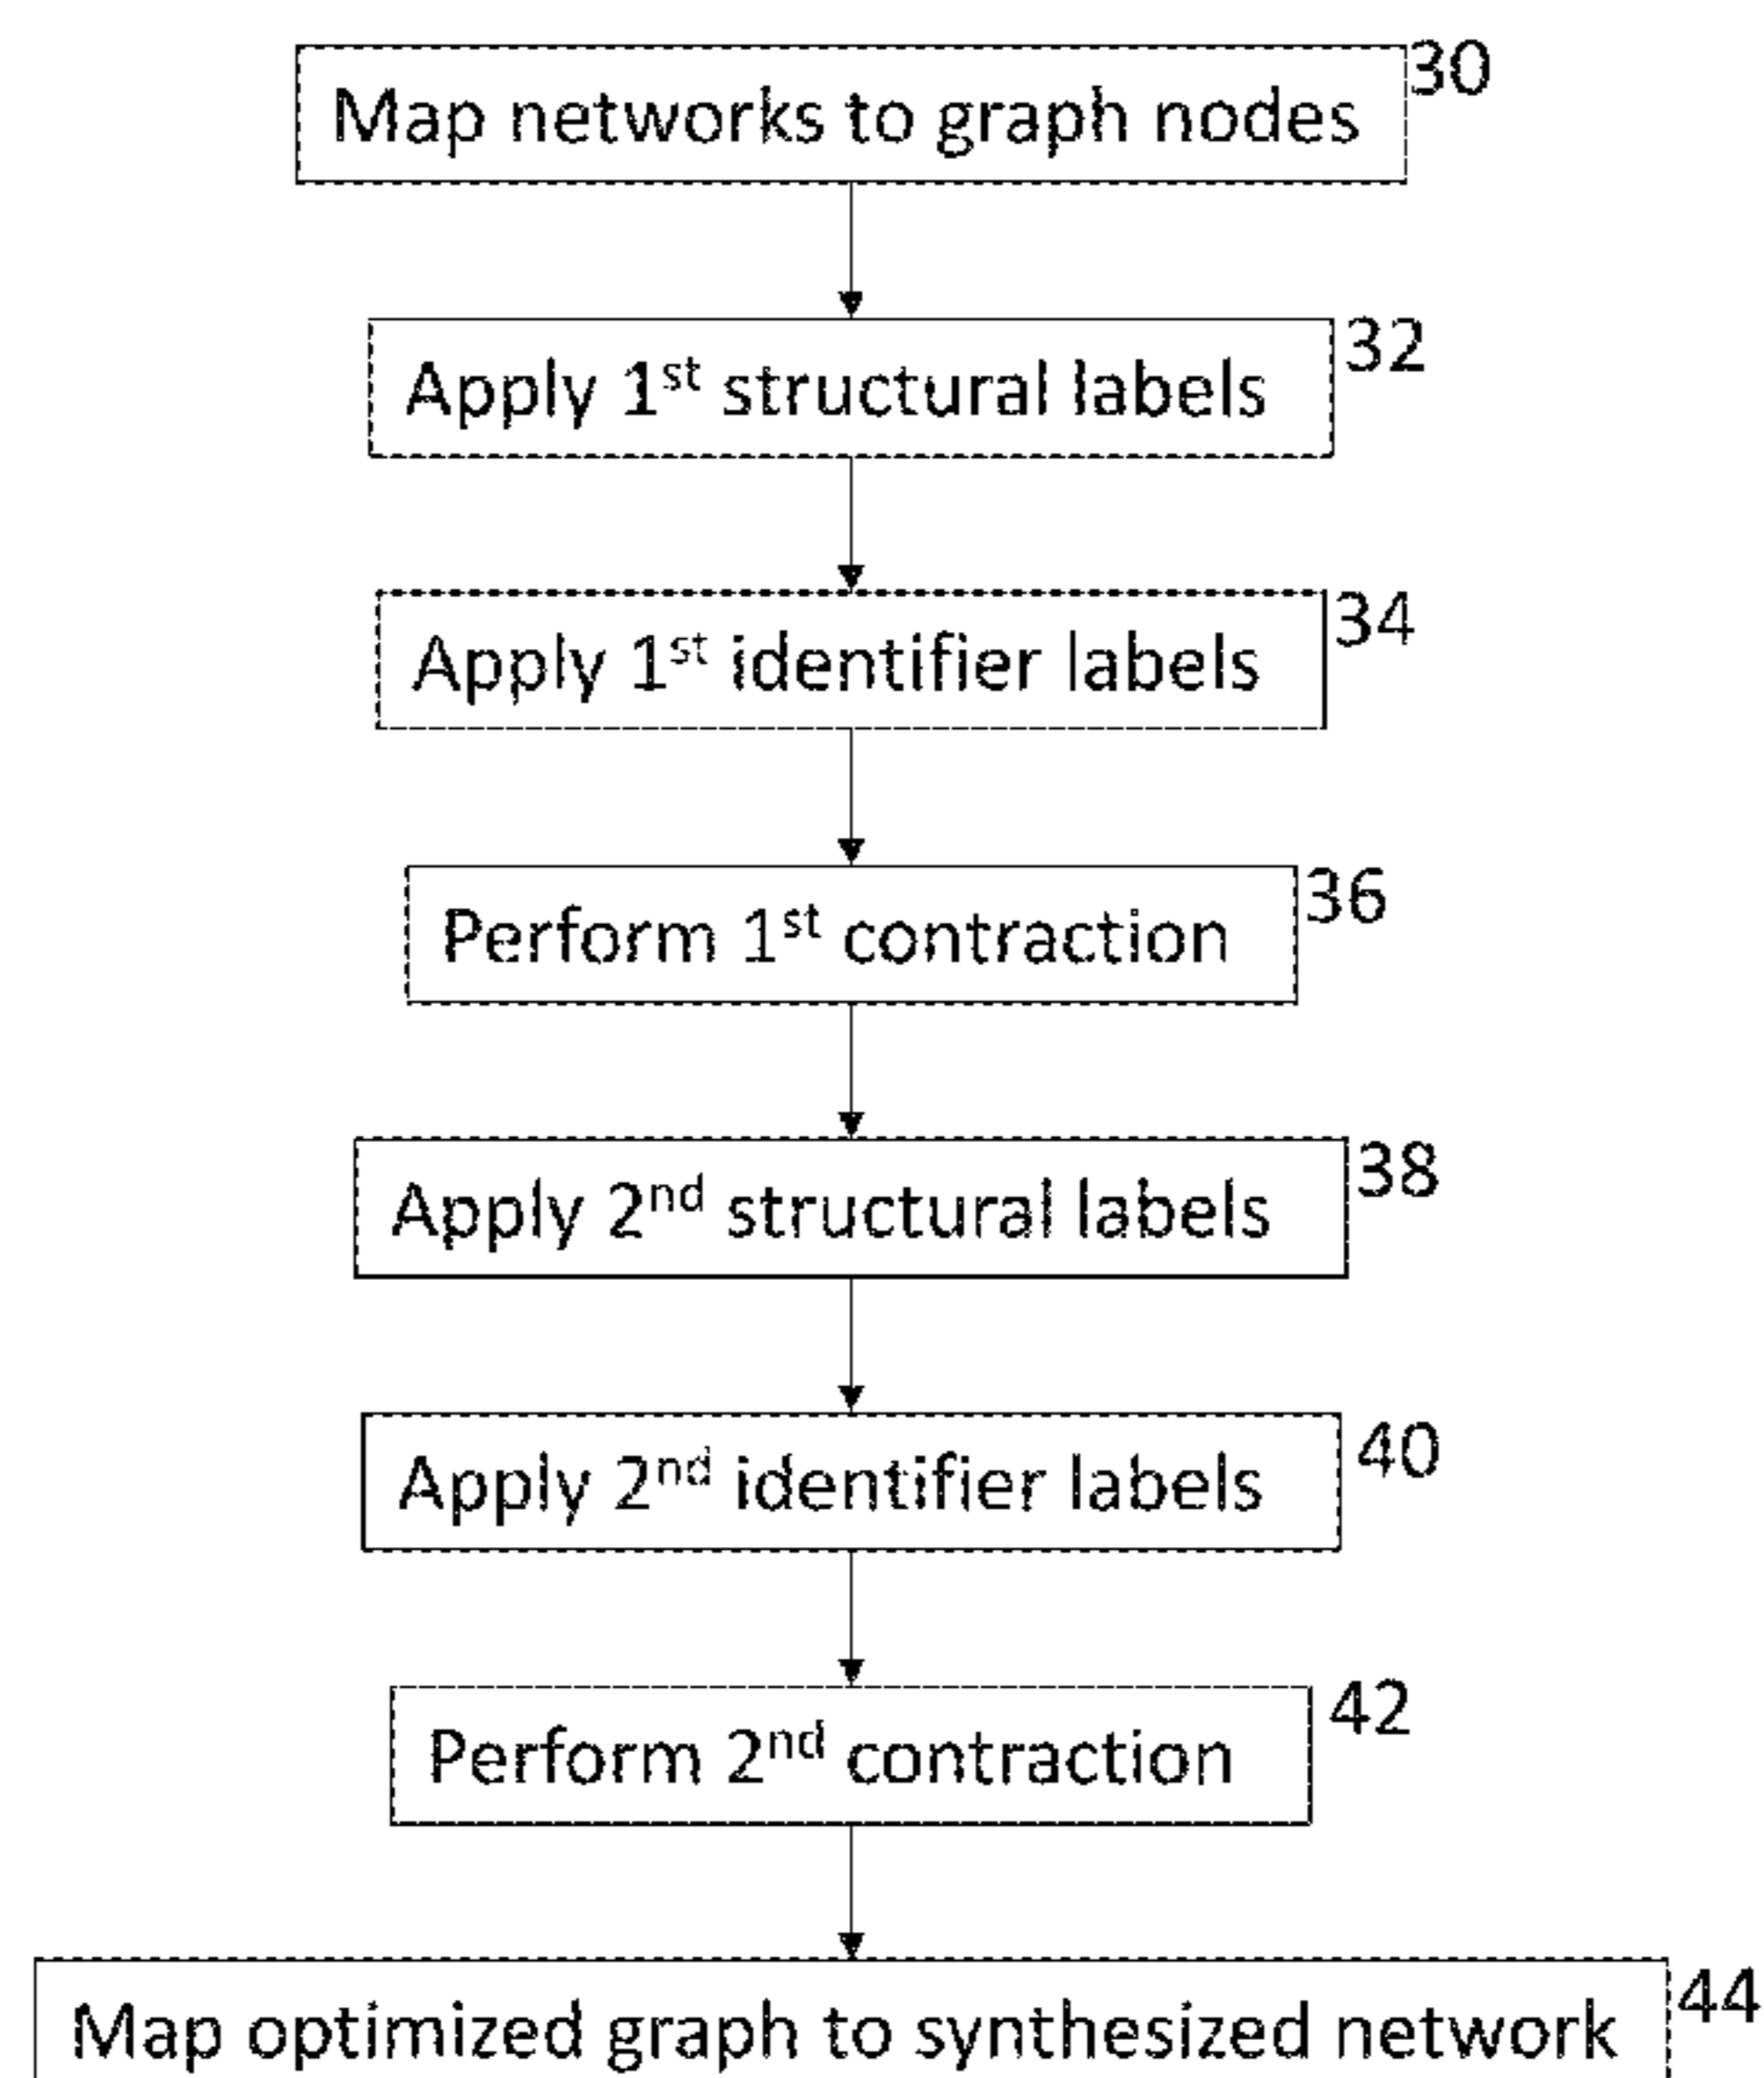 30
Map networks to graph nodes
32
Apply 1st structural labels
34
Apply 1st identifier labels
36
Perform 1st contraction
38
Apply 2nd structural labels
40
Apply 2nd identifier labels
42
Perform 2nd contraction
44
Map optimized graph to synthesized network